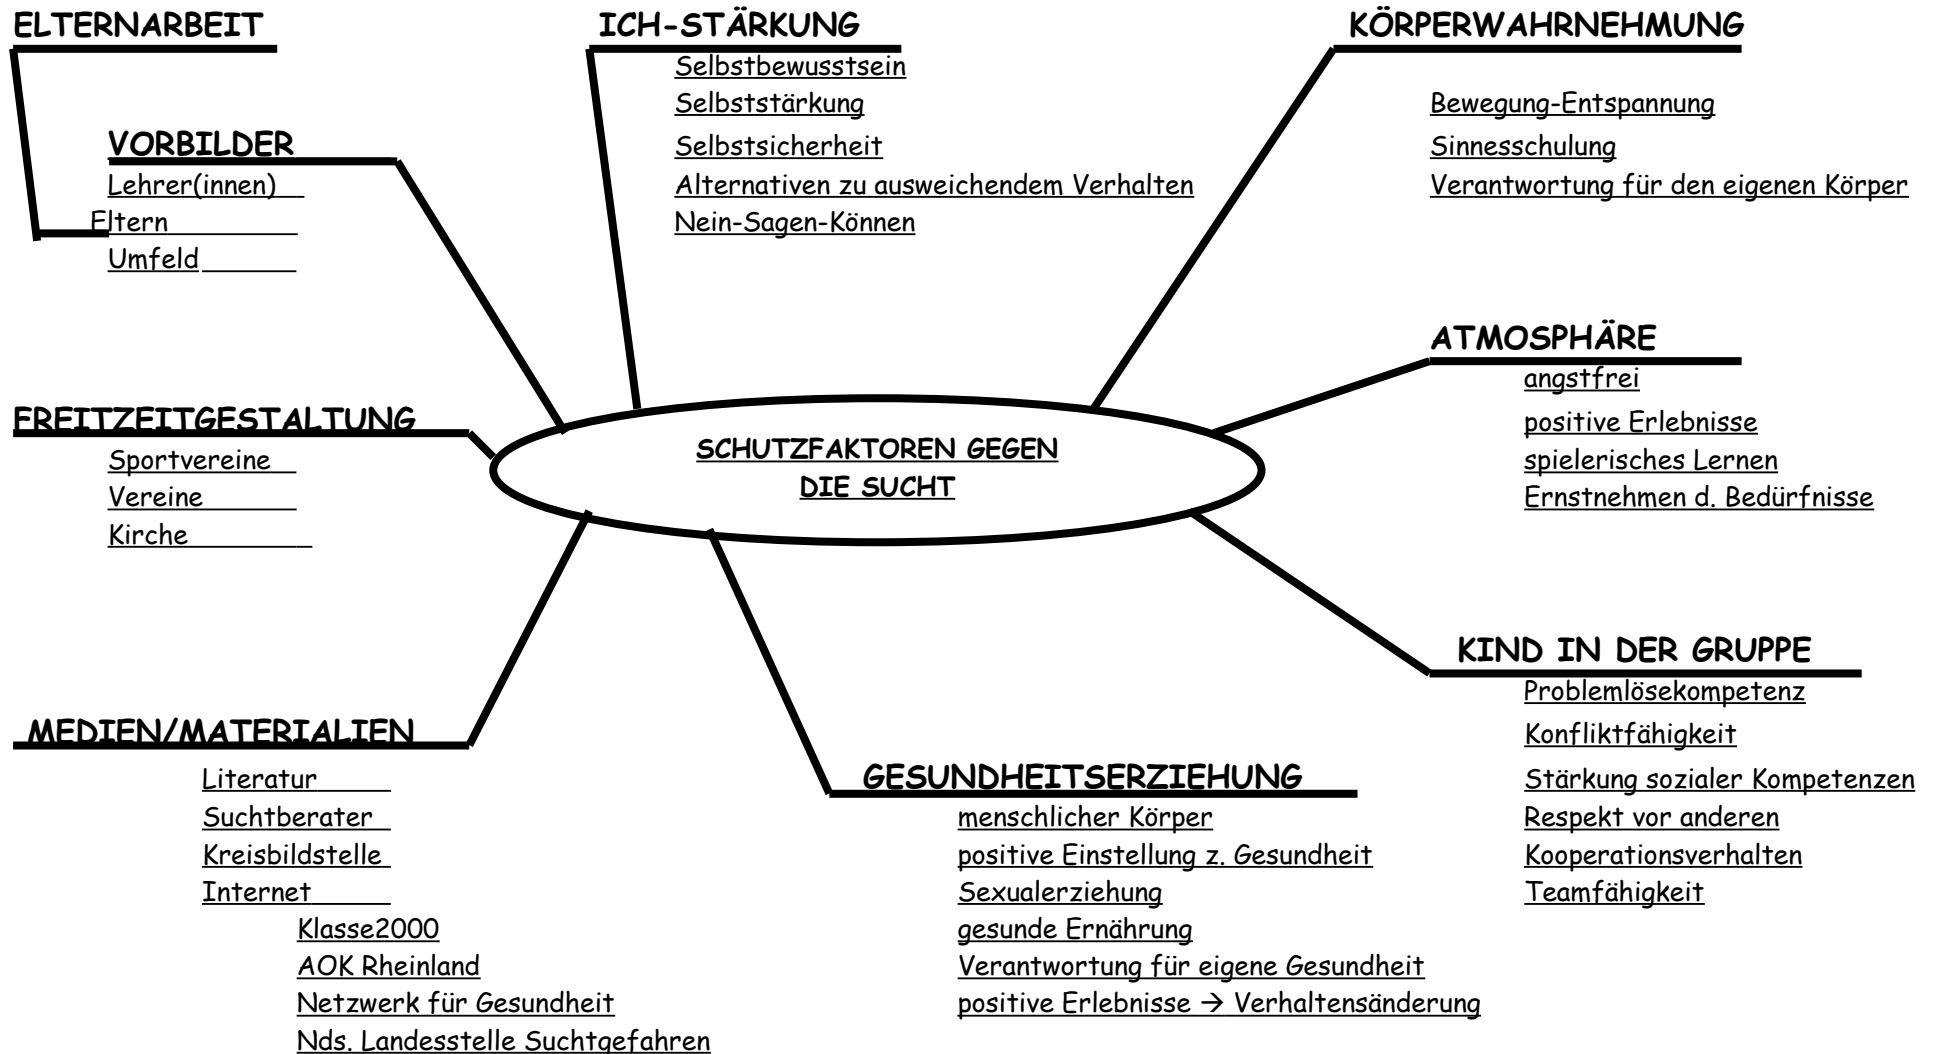 ELTERNARBEIT
VORBILDER
Lehrer(innen)
Eltern
Umfeld
ICH-STÄRKUNG
Selbstbewusstsein
Selbststärkung
Selbstsicherheit
Alternativen zu ausweichendem Verhalten
Nein-Sagen-Können
KÖRPERWAHRNEHMUNG
Bewegung-Entspannung
Sinnesschulung
Verantwortung für den eigenen Körper
ATMOSPHÄRE
angstfrei
positive Erlebnisse
spielerisches Lernen
Ernstnehmen d. Bedürfnisse
FREITZEITGESTALTUNG
Sportvereine
Vereine
Kirche
SCHUTZFAKTOREN GEGEN
DIE SUCHT
KIND IN DER GRUPPE
Problemlösekompetenz
Konfliktfähigkeit
Stärkung sozialer Kompetenzen
Respekt vor anderen
Kooperationsverhalten
Teamfähigkeit
MEDIEN/MATERIALIEN
Literatur
Suchtberater
Kreisbildstelle
Internet
Klasse2000
AOK Rheinland
Netzwerk für Gesundheit
Nds. Landesstelle Suchtgefahren
GESUNDHEITSERZIEHUNG
menschlicher Körper
positive Einstellung z. Gesundheit
Sexualerziehung
gesunde Ernährung
Verantwortung für eigene Gesundheit
positive Erlebnisse → Verhaltensänderung